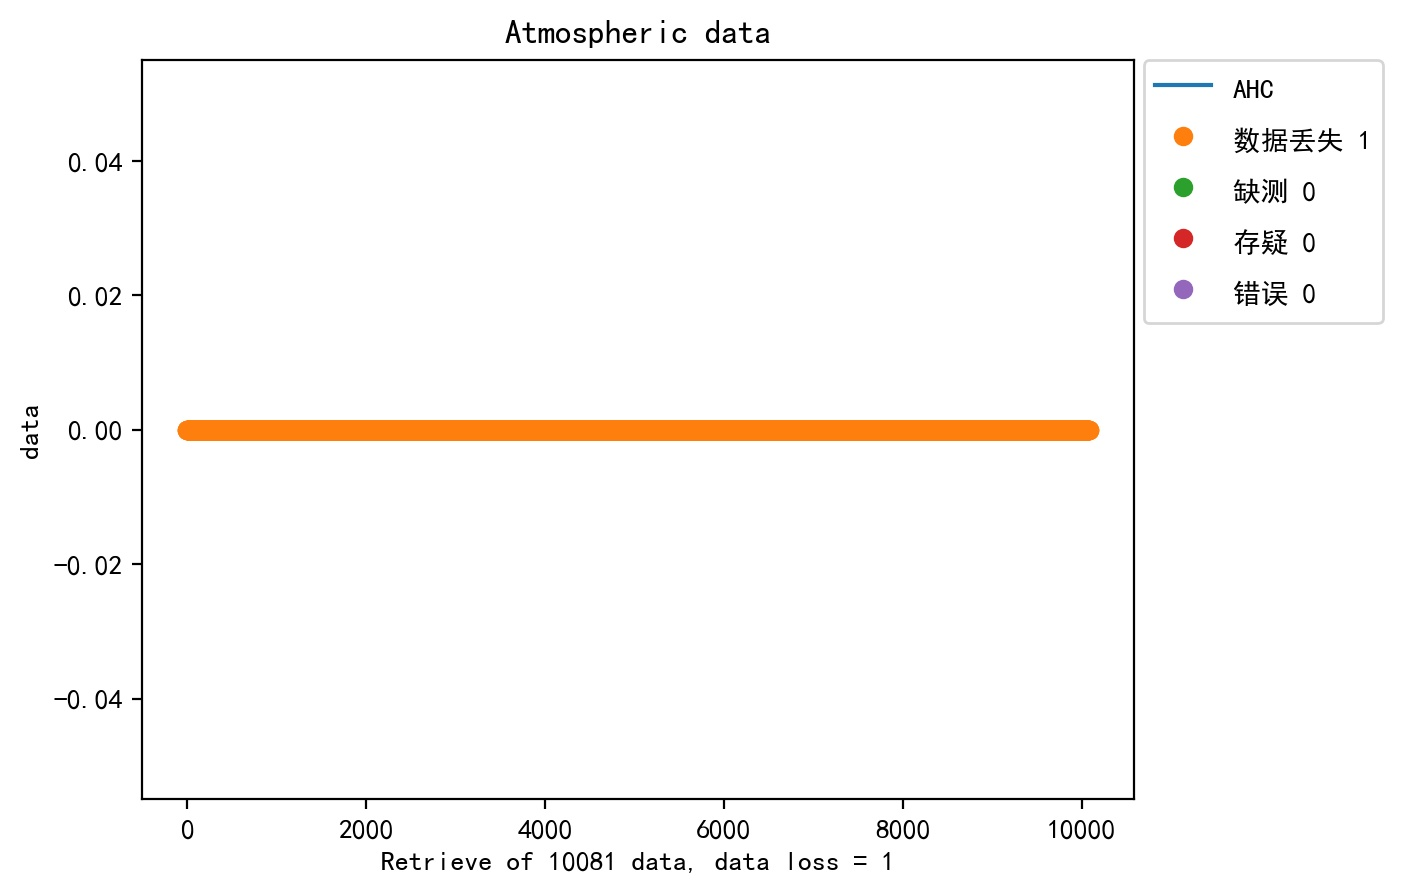 Atmospheric data
AHC
数据丢失 1
缺测 0
存疑 0
错误 0
0.04
0.02
0.00
-0.02
-0.04
data
0
2000
4000
6000
8000
10000
Retrieve of 10081 data, data loss = 1